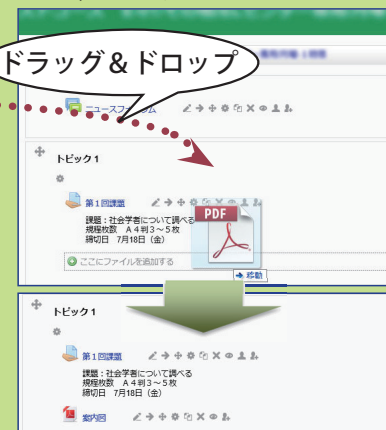 ドラッグ＆ドロップ
ニュースフォーラム
トピック1
第1回課題
課題：社会学者について調べる
規程枚数　Ａ４判３～５枚
締切日　7月18日（金）
PDF
ここにファイルを追加する
移動
トピック1
第1回課題
課題：社会学者について調べる
規程枚数　Ａ４判３～５枚
締切日　7月18日（金）
案内図